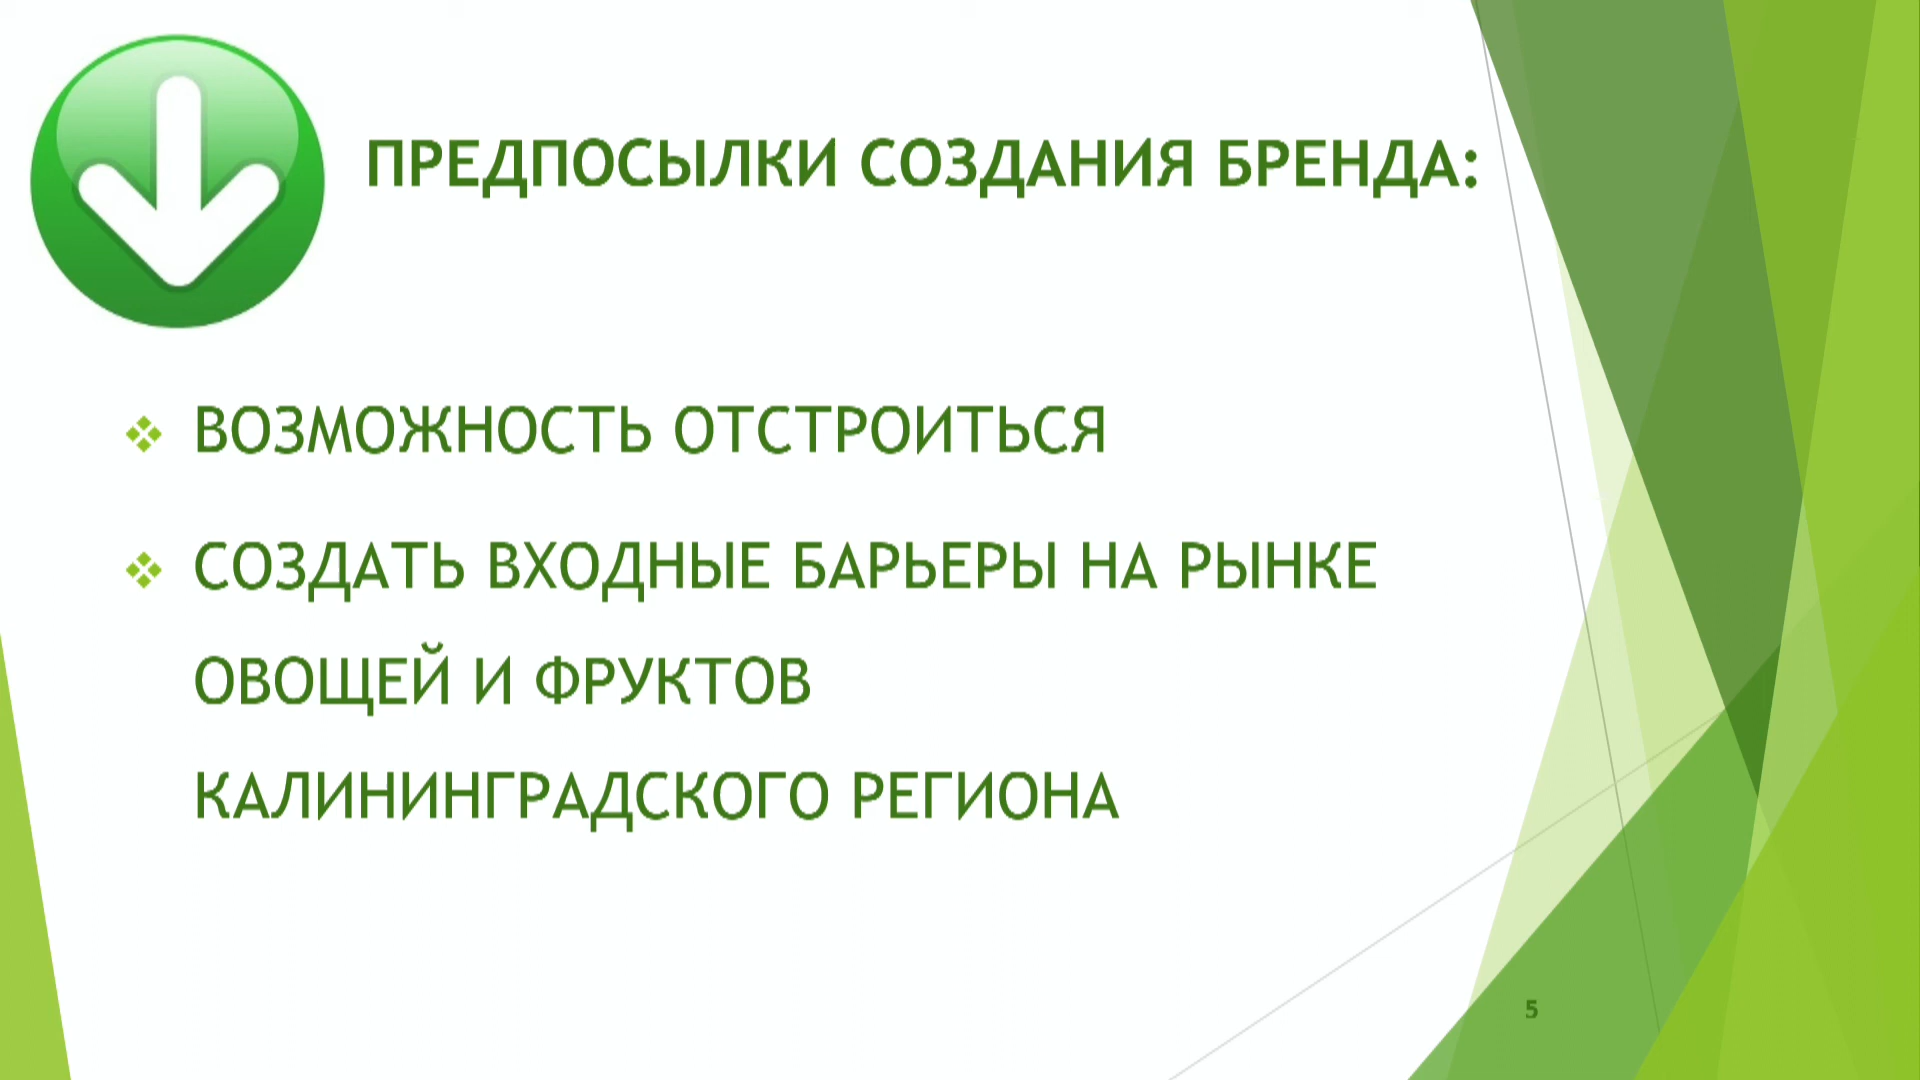 ПРЕДПОСЫЛКИ СОЗДАНИЯ БРЕНДА:
ВОЗМОЖНОСТЬ ОТСТРОИТЬСЯ
СОЗДАТЬ ВХОДНЫЕ БАРЬЕРЫ НА РЫНКЕ
ОВОЩЕЙ И ФРУКТОВ
КАЛИНИНГРАДСКОГО РЕГИОНА
5